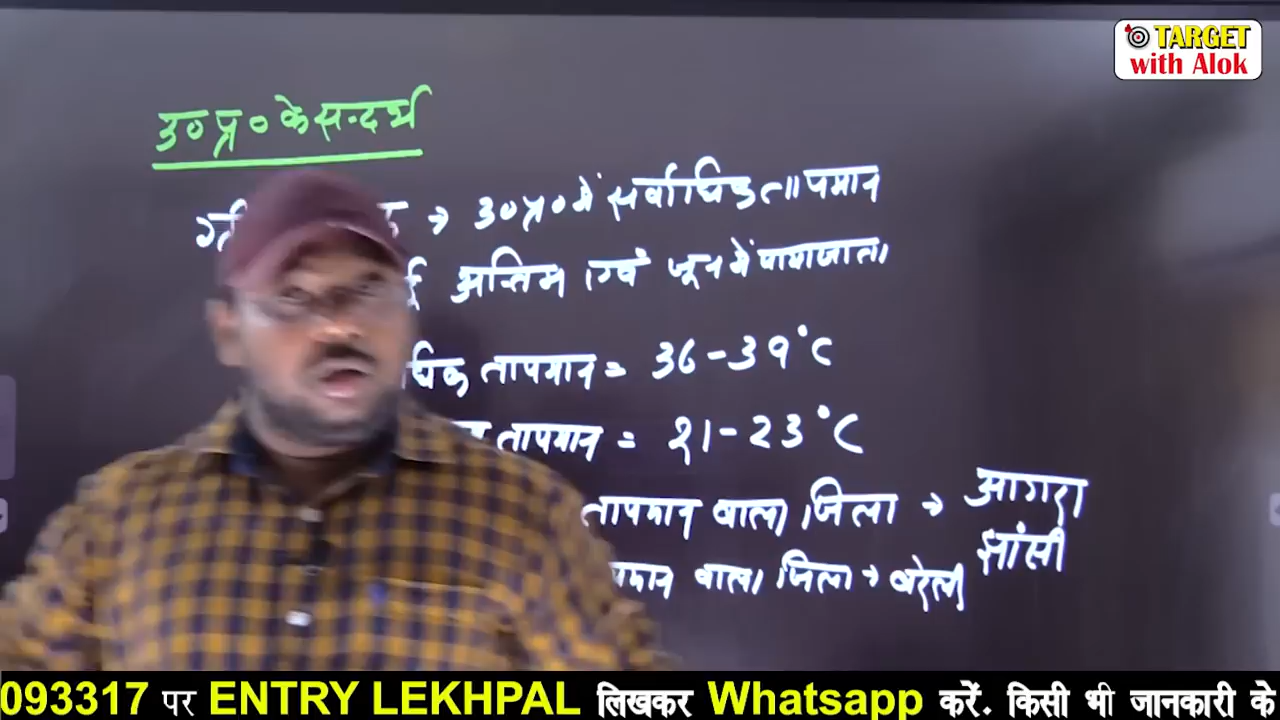 TARGET
with Alok
उ०प्र० के सन्दर्भ
→ उ०प्र० में सर्वाधिक तापमान
अन्तिम एवं जून में पाया जाता
धिक तापमान = 36-39°C
तापमान = 21-23°C
तापमान वाला जिला → आगरा
झांसी
वाला जिला → बरेली
093317 पर ENTRY LEKHPAL लिखकर Whatsapp करें. किसी भी जानकारी के